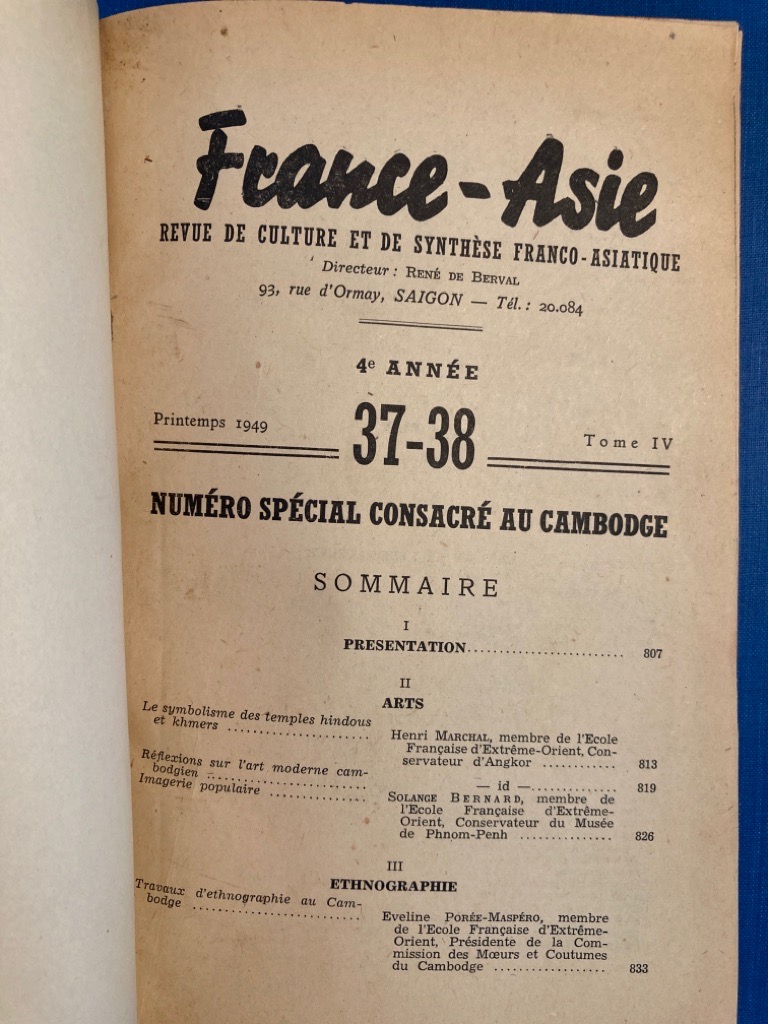 France-Asie
REVUE DE CULTURE ET DE SYNTHÈSE FRANCO-ASIATIQUE
Directeur : RENÉ DE BERVAL
93, rue d'Ormay, SAIGON — Tél. : 20.084
4e ANNÉE
Printemps 1949
37-38
Tome IV
NUMÉRO SPÉCIAL CONSACRÉ AU CAMBODGE
SOMMAIRE
I
PRESENTATION........................ 807
II
ARTS
Le symbolisme des temples hindous
et khmers .....................
Henri MARCHAL, membre de l'Ecole
Française d'Extrême-Orient, Con-
servateur d'Angkor ............ 813
Réflexions sur l'art moderne cam-
bodgien .......................
— id —............. 819
Imagerie populaire ..............
SOLANGE BERNARD, membre de
l'Ecole Française d'Extrême-
Orient, Conservateur du Musée
de Phnom-Penh ............... 826
III
ETHNOGRAPHIE
Travaux d'ethnographie au Cam-
bodge .........................
Eveline PORÉE-MASPÉRO, membre
de l'Ecole Française d'Extrême-
Orient, Présidente de la Com-
mission des Mœurs et Coutumes
du Cambodge .................. 833